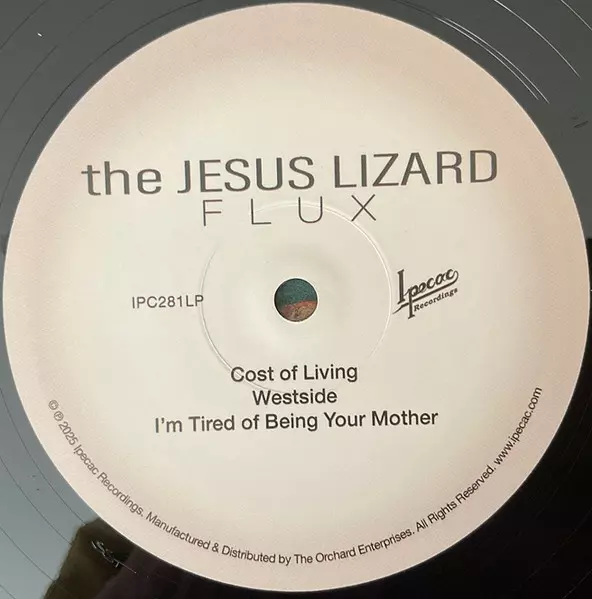 the JESUS LIZARD
FLUX
IPC281LP
Ipecac
Recordings
Cost of Living
Westside
I'm Tired of Being Your Mother
© ℗ 2025 Ipecac Recordings. Manufactured & Distributed by The Orchard Enterprises. All Rights Reserved. www.ipecac.com